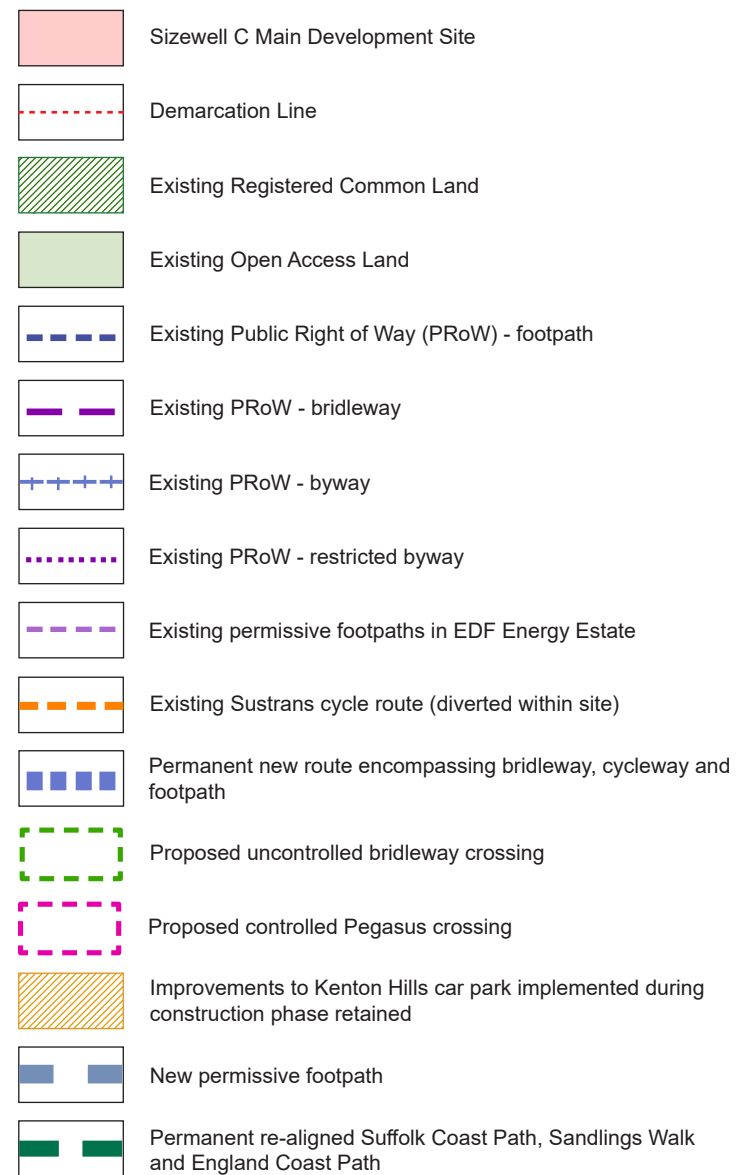 Sizewell C Main Development Site
Demarcation Line
Existing Registered Common Land
Existing Open Access Land
Existing Public Right of Way (PRoW) - footpath
Existing PRoW - bridleway
Existing PRoW - byway
Existing PRoW - restricted byway
Existing permissive footpaths in EDF Energy Estate
Existing Sustrans cycle route (diverted within site)
Permanent new route encompassing bridleway, cycleway and
footpath
Proposed uncontrolled bridleway crossing
Proposed controlled Pegasus crossing
Improvements to Kenton Hills car park implemented during
construction phase retained
New permissive footpath
Permanent re-aligned Suffolk Coast Path, Sandlings Walk
and England Coast Path